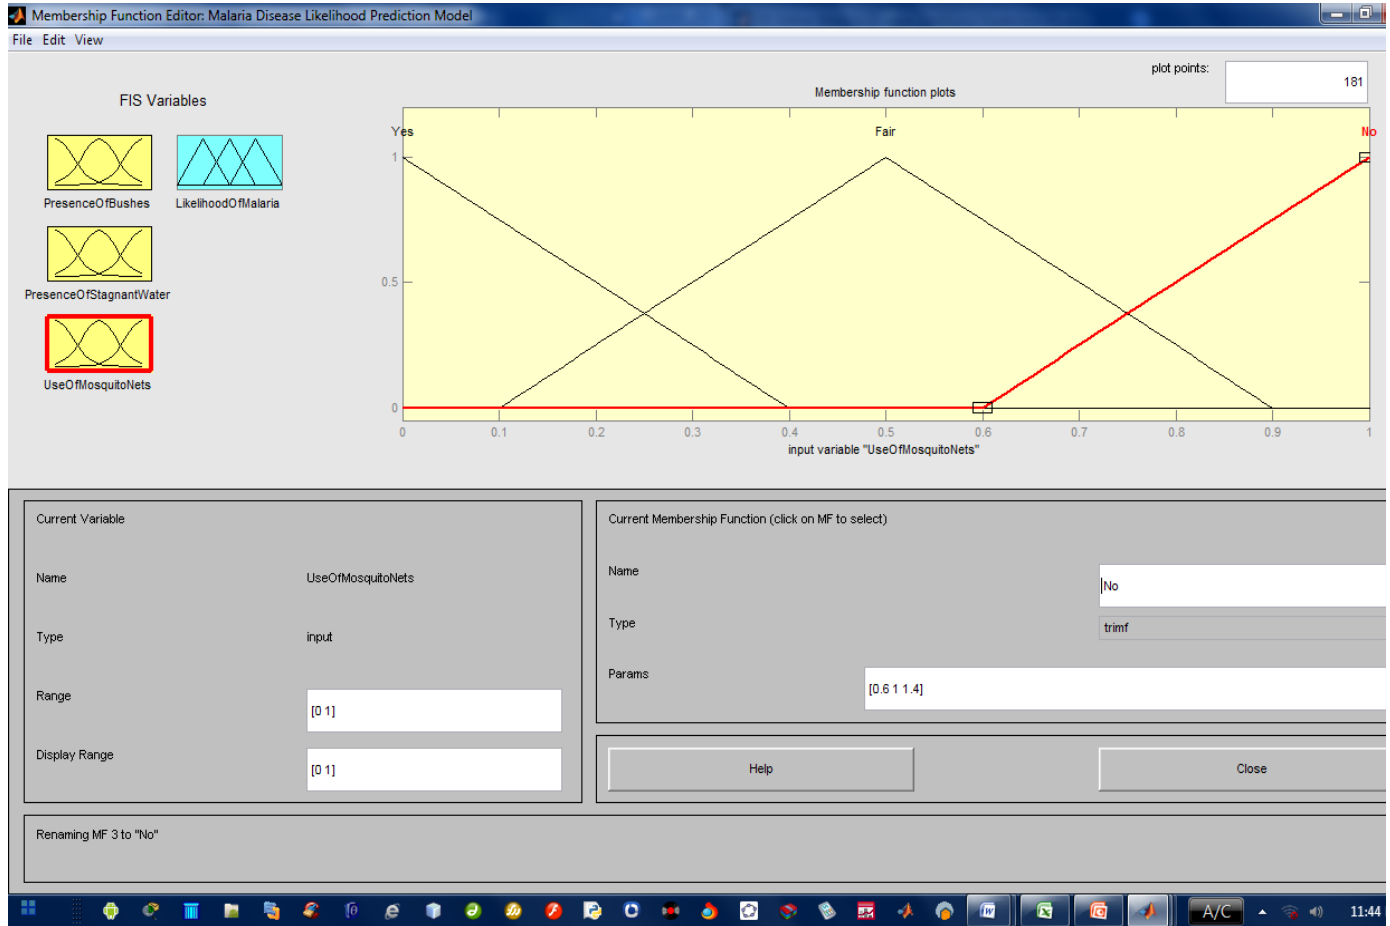 Membership Function Editor: Malaria Disease Likelihood Prediction Model
File Edit View
plot points:
181
FIS Variables
Membership function plots
PresenceOfBushes
LikelihoodOfMalaria
PresenceOfStagnantWater
UseOfMosquitoNets
Yes
Fair
No
1
0.5
0
0 0.1 0.2 0.3 0.4 0.5 0.6 0.7 0.8 0.9 1
input variable "UseOfMosquitoNets"
Current Variable
Name UseOfMosquitoNets
Type input
Range [0 1]
Display Range [0 1]
Current Membership Function (click on MF to select)
Name No
Type trimf
Params [0.6 1 1.4]
Help
Close
Renaming MF 3 to "No"
A/C
11:44